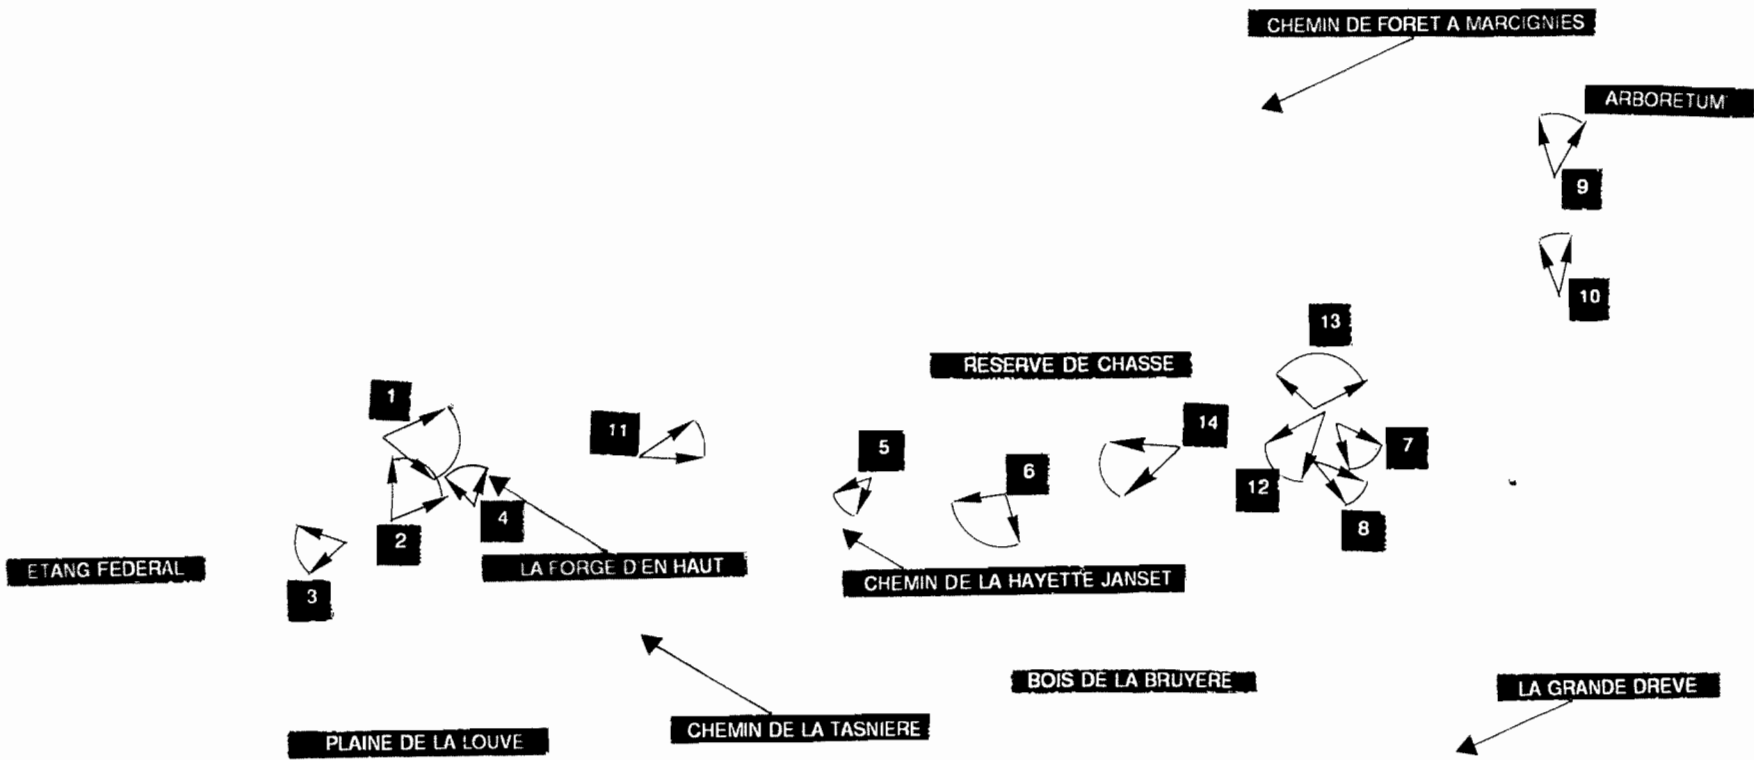 CHEMIN DE FORET A MARCIGNIES
ARBORETUM
9
10
13
RESERVE DE CHASSE
1
11
14
5
7
6
12
4
8
2
ETANG FEDERAL
LA FORGE D'EN HAUT
CHEMIN DE LA HAYETTE JANSET
3
BOIS DE LA BRUYERE
LA GRANDE DREVE
CHEMIN DE LA TASNIERE
PLAINE DE LA LOUVE